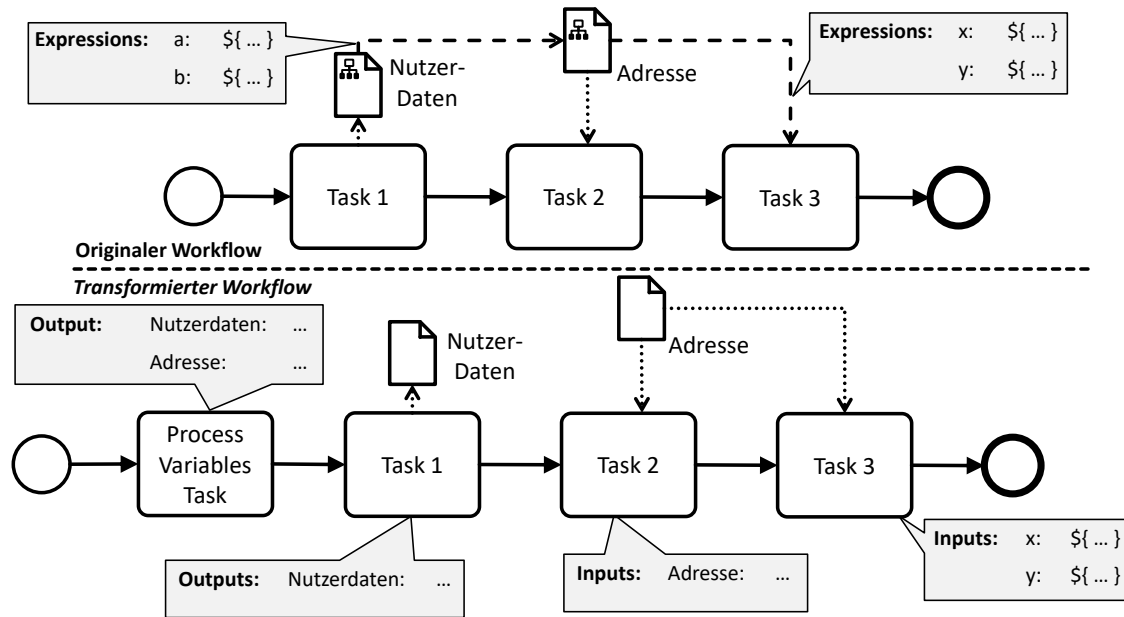 Expressions: a: ${ ... }
b: ${ ... }
Nutzer-
Daten
Adresse
Expressions: x: ${ ... }
y: ${ ... }
Task 1
Task 2
Task 3
Originaler Workflow
Transformierter Workflow
Output: Nutzerdaten: ...
Adresse: ...
Nutzer-
Daten
Adresse
Process
Variables
Task
Task 1
Task 2
Task 3
Outputs: Nutzerdaten: ...
Inputs: Adresse: ...
Inputs: x: ${ ... }
y: ${ ... }